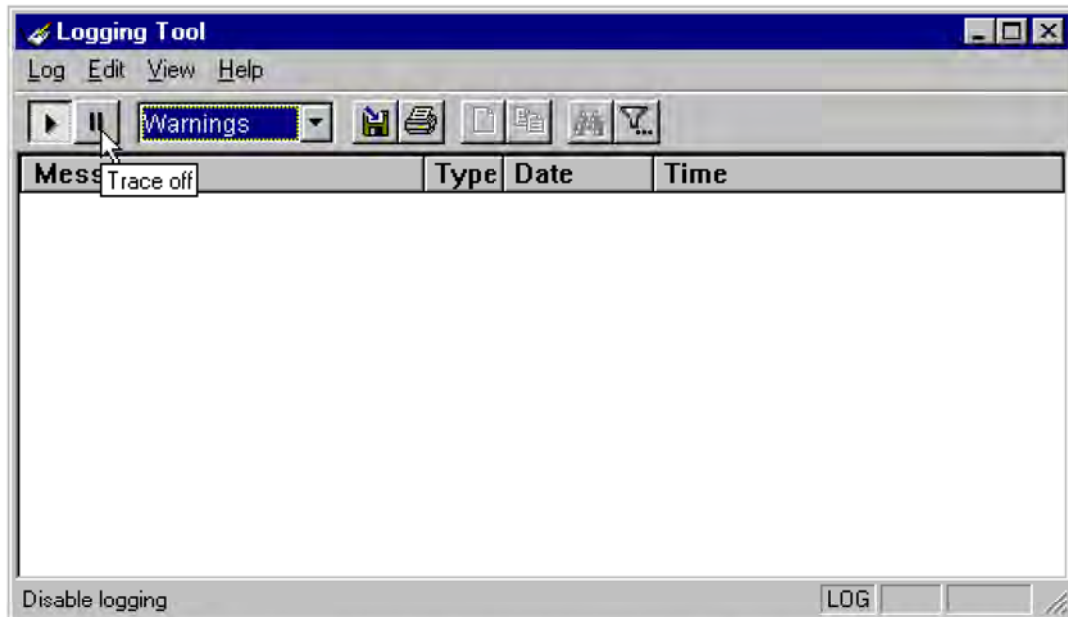 Logging Tool
Log Edit View Help
Warnings
Mess Type Date Time
Trace off
Disable logging LOG